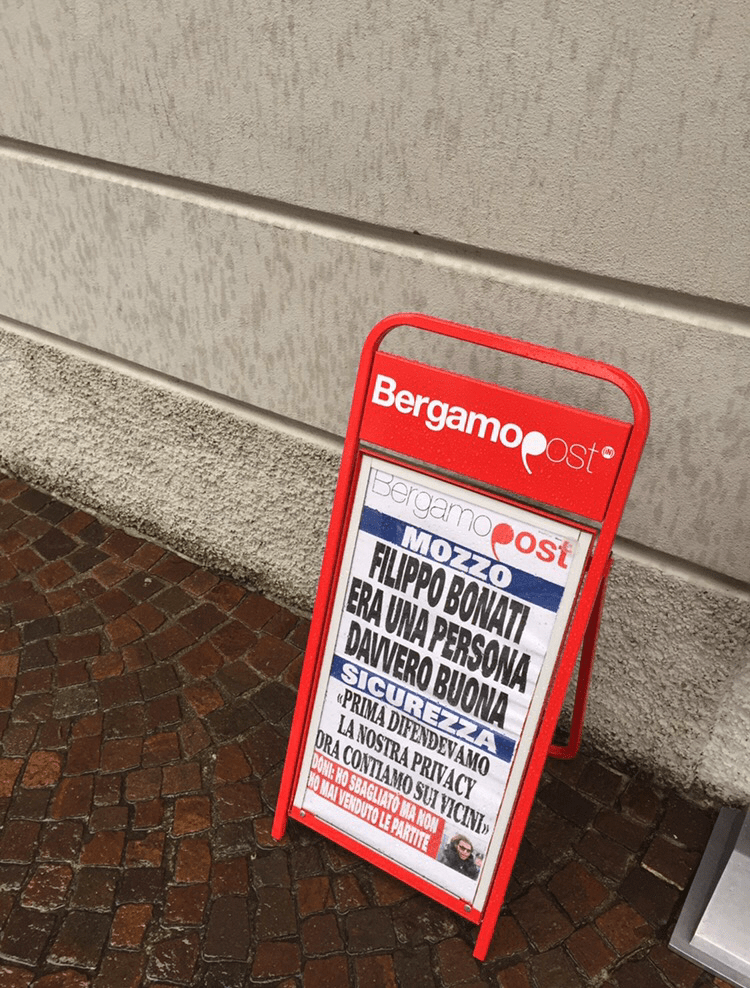 Bergamopost (IN)
Bergamopost
MOZZO
FILIPPO BONATI
ERA UNA PERSONA
DAVVERO BUONA
SICUREZZA
«PRIMA DIFENDEVAMO
LA NOSTRA PRIVACY
ORA CONTIAMO SUI VICINI»
DONI: HO SBAGLIATO MA NON
HO MAI VENDUTO LE PARTITE